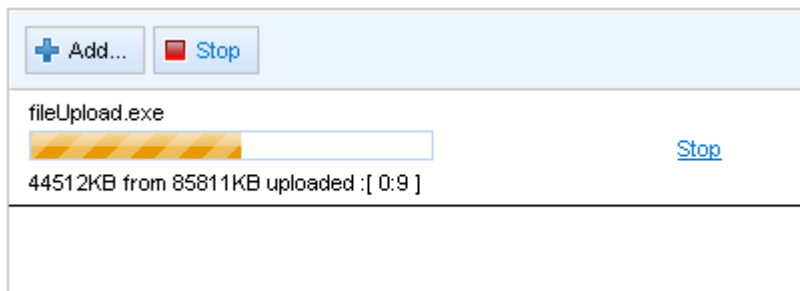 Add... Stop
fileUpload.exe
Stop
44512KB from 85811KB uploaded :[ 0:9 ]